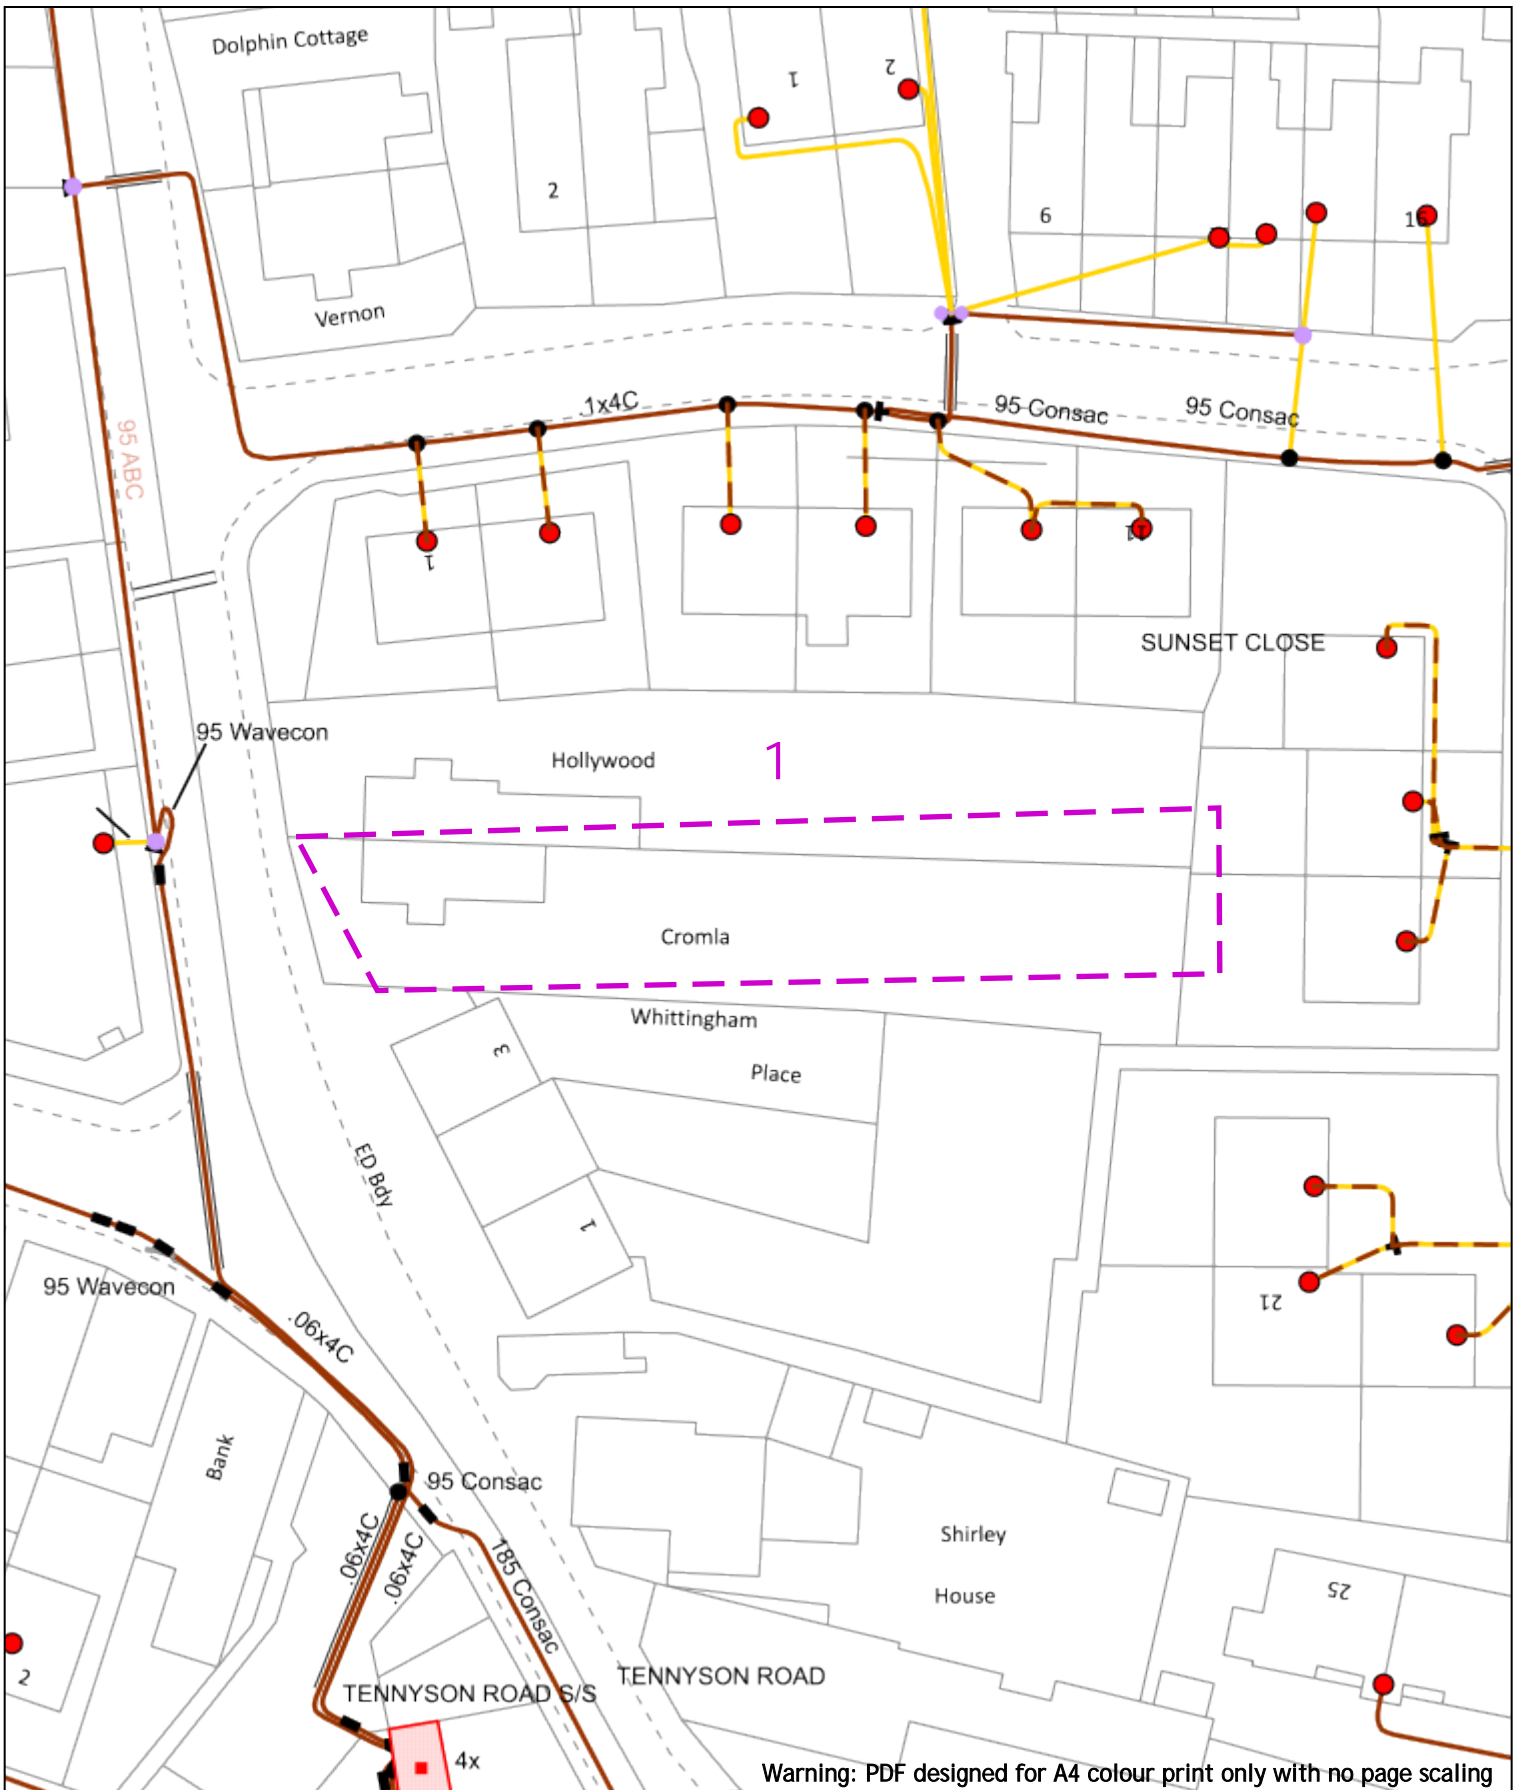 Dolphin Cottage
1
2
2
6
16
Vernon
.1x4C
95 Consac
95 Consac
95 ABC
1
11
SUNSET CLOSE
95 Wavecon
Hollywood
1
Cromla
Whittingham
Place
3
1
ED Bdy
95 Wavecon
.06x4C
21
Bank
95 Consac
.06x4C
.06x4C
185 Consac
Shirley
House
25
2
TENNYSON ROAD S/S
TENNYSON ROAD
4x
Warning: PDF designed for A4 colour print only with no page scaling